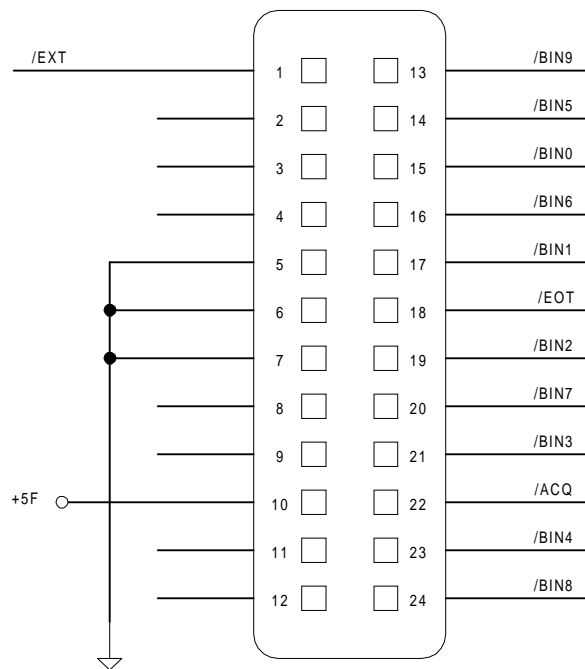 /EXT 1 13 /BIN9
2 14 /BIN5
3 15 /BIN0
4 16 /BIN6
5 17 /BIN1
6 18 /EOT
7 19 /BIN2
8 20 /BIN7
9 21 /BIN3
+5F 10 22 /ACQ
11 23 /BIN4
12 24 /BIN8